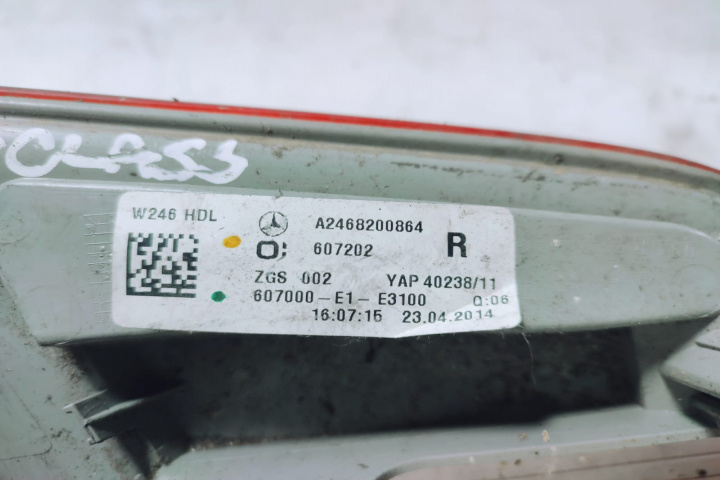 CLASS
W246 HDL A2468200864
607202 R
ZGS 002 YAP 40238/11
607000-E1-E3100 Q:06
16:07:15 23.04.2014